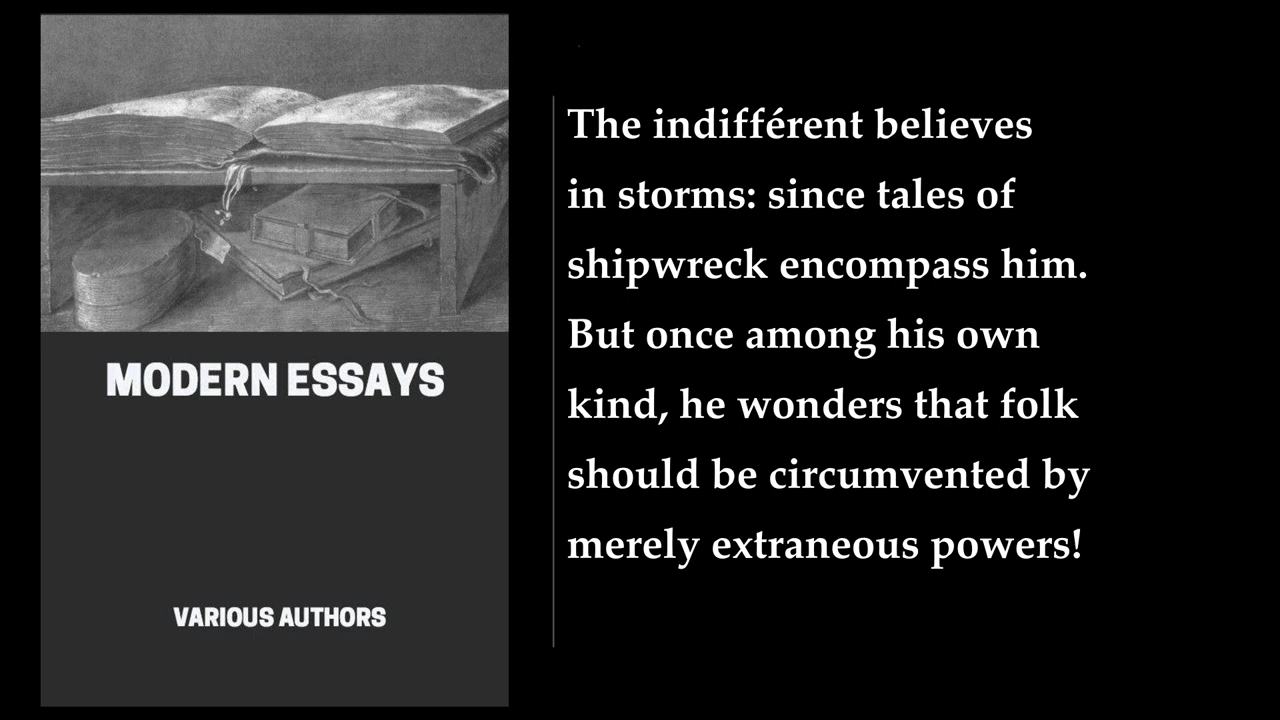 MODERN ESSAYS
VARIOUS AUTHORS
The indifférent believes
in storms: since tales of
shipwreck encompass him.
But once among his own
kind, he wonders that folk
should be circumvented by
merely extraneous powers!